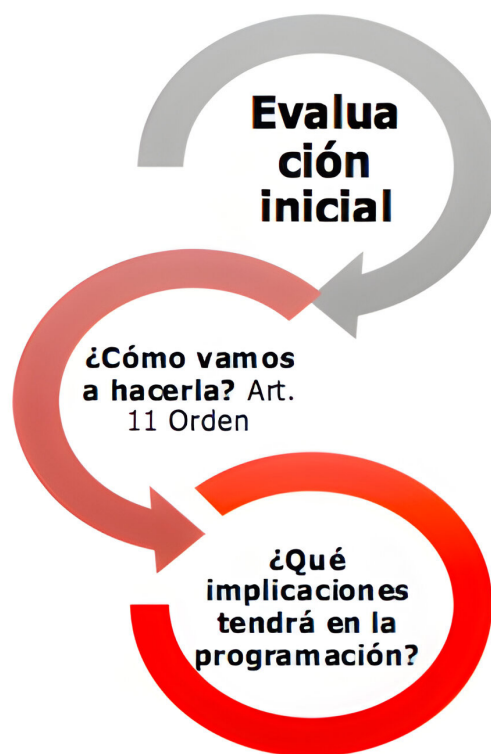 Evalua
ción
inicial
¿Cómo vamos
a hacerla? Art.
11 Orden
¿Qué
implicaciones
tendrá en la
programación?